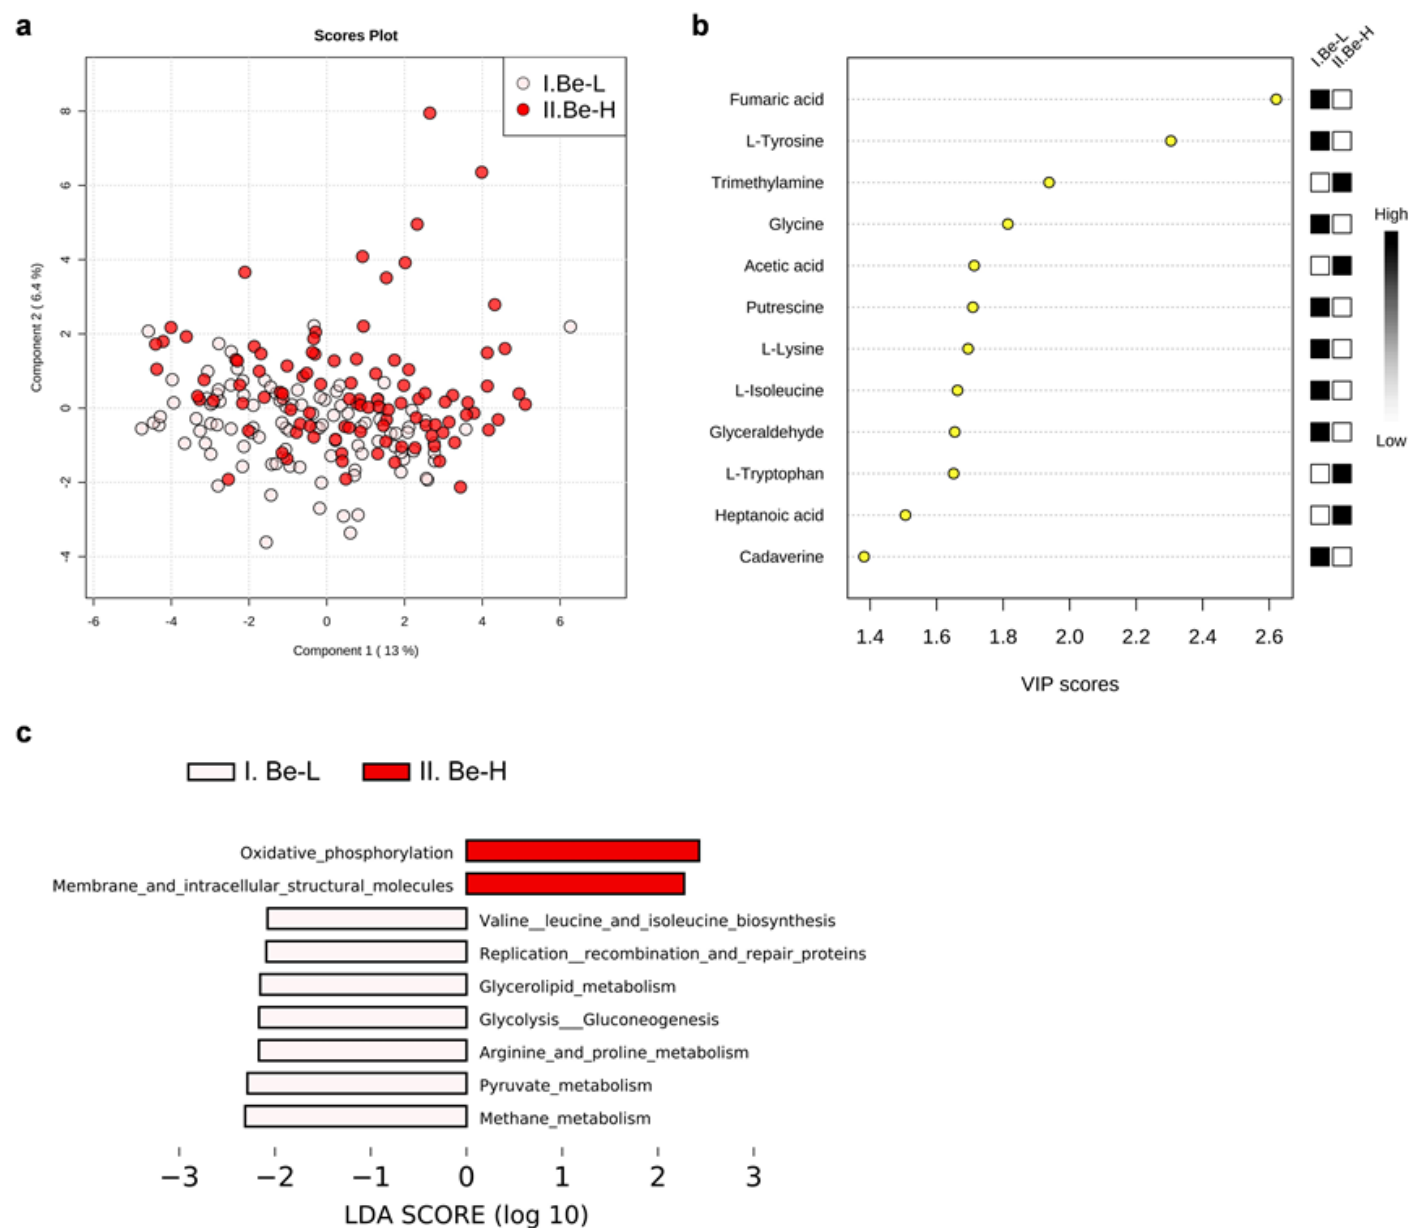 a
Scores Plot
I.Be-L
II.Be-H
8
6
4
2
0
-2
-4
Component 2 ( 6.4 %)
-6 -4 -2 0 2 4 6
Component 1 ( 13 %)
b
I.Be-L
II.Be-H
Fumaric acid
L-Tyrosine
Trimethylamine
Glycine
Acetic acid
Putrescine
L-Lysine
L-Isoleucine
Glyceraldehyde
L-Tryptophan
Heptanoic acid
Cadaverine
High
Low
1.4 1.6 1.8 2.0 2.2 2.4 2.6
VIP scores
c
I. Be-L II. Be-H
Oxidative_phosphorylation
Membrane_and_intracellular_structural_molecules
Valine__leucine_and_isoleucine_biosynthesis
Replication__recombination_and_repair_proteins
Glycerolipid_metabolism
Glycolysis___Gluconeogenesis
Arginine_and_proline_metabolism
Pyruvate_metabolism
Methane_metabolism
−3 −2 −1 0 1 2 3
LDA SCORE (log 10)